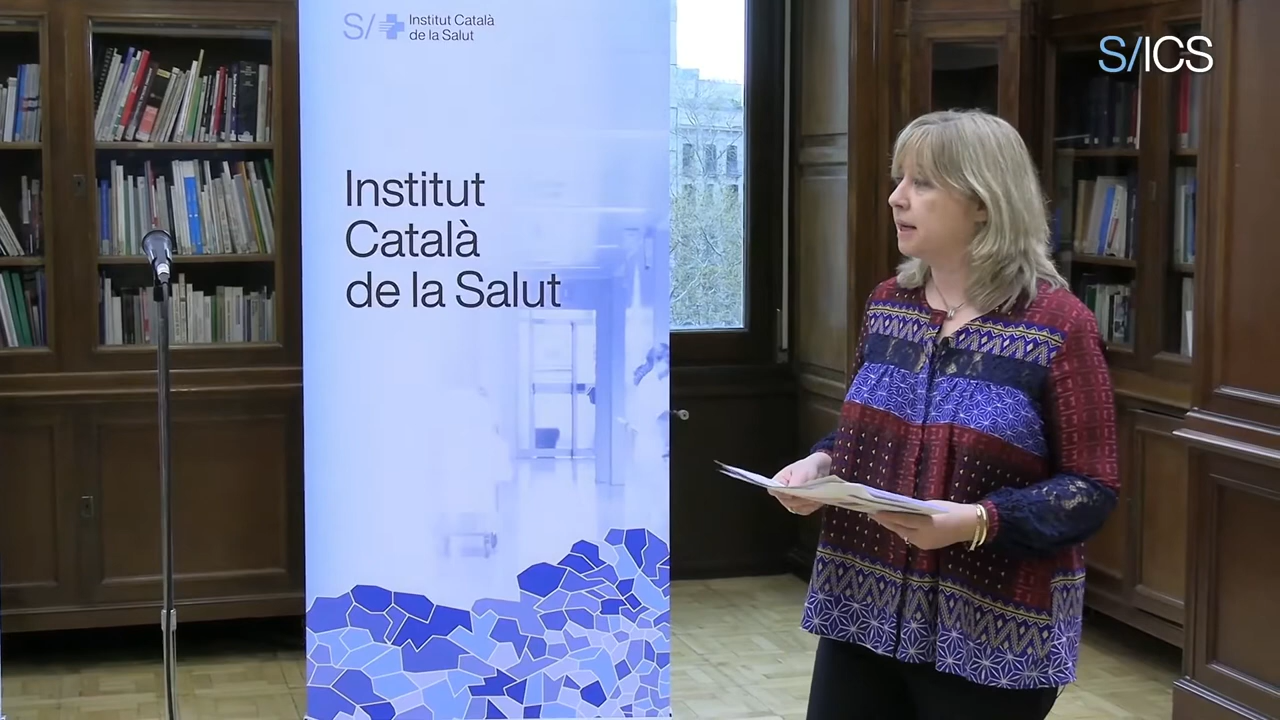 S/ Institut Català
de la Salut
Institut
Català
de la Salut
S/ICS